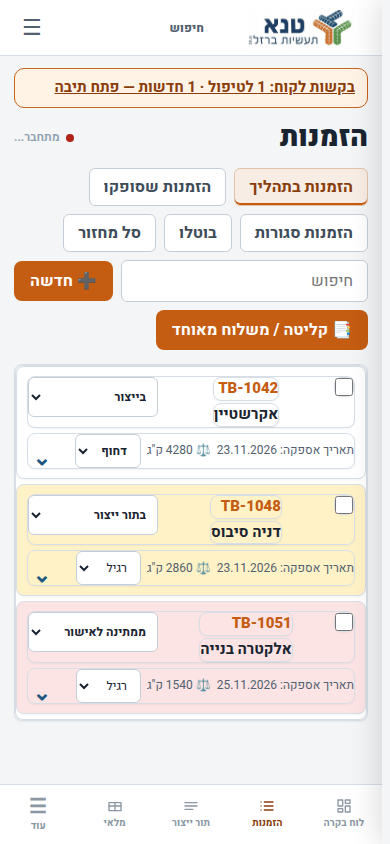 טנא
תעשיות ברזל
חיפוש
בקשות לקוח: 1 לטיפול · 1 חדשות — פתח תיבה
הזמנות
מתחבר...
הזמנות בתהליך
הזמנות שסופקו
הזמנות סגורות
בוטלו
סל מחזור
חיפוש
➕ חדשה
📑 קליטה / משלוח מאוחד
TB-1042
אקרשטיין
בייצור
תאריך אספקה: 23.11.2026 ⚖️ 4280 ק"ג
דחוף
TB-1048
דניה סיבוס
בתור ייצור
תאריך אספקה: 23.11.2026 ⚖️ 2860 ק"ג
רגיל
TB-1051
אלקטרה בנייה
ממתינה לאישור
תאריך אספקה: 25.11.2026 ⚖️ 1540 ק"ג
רגיל
לוח בקרה
הזמנות
תור ייצור
מלאי
עוד